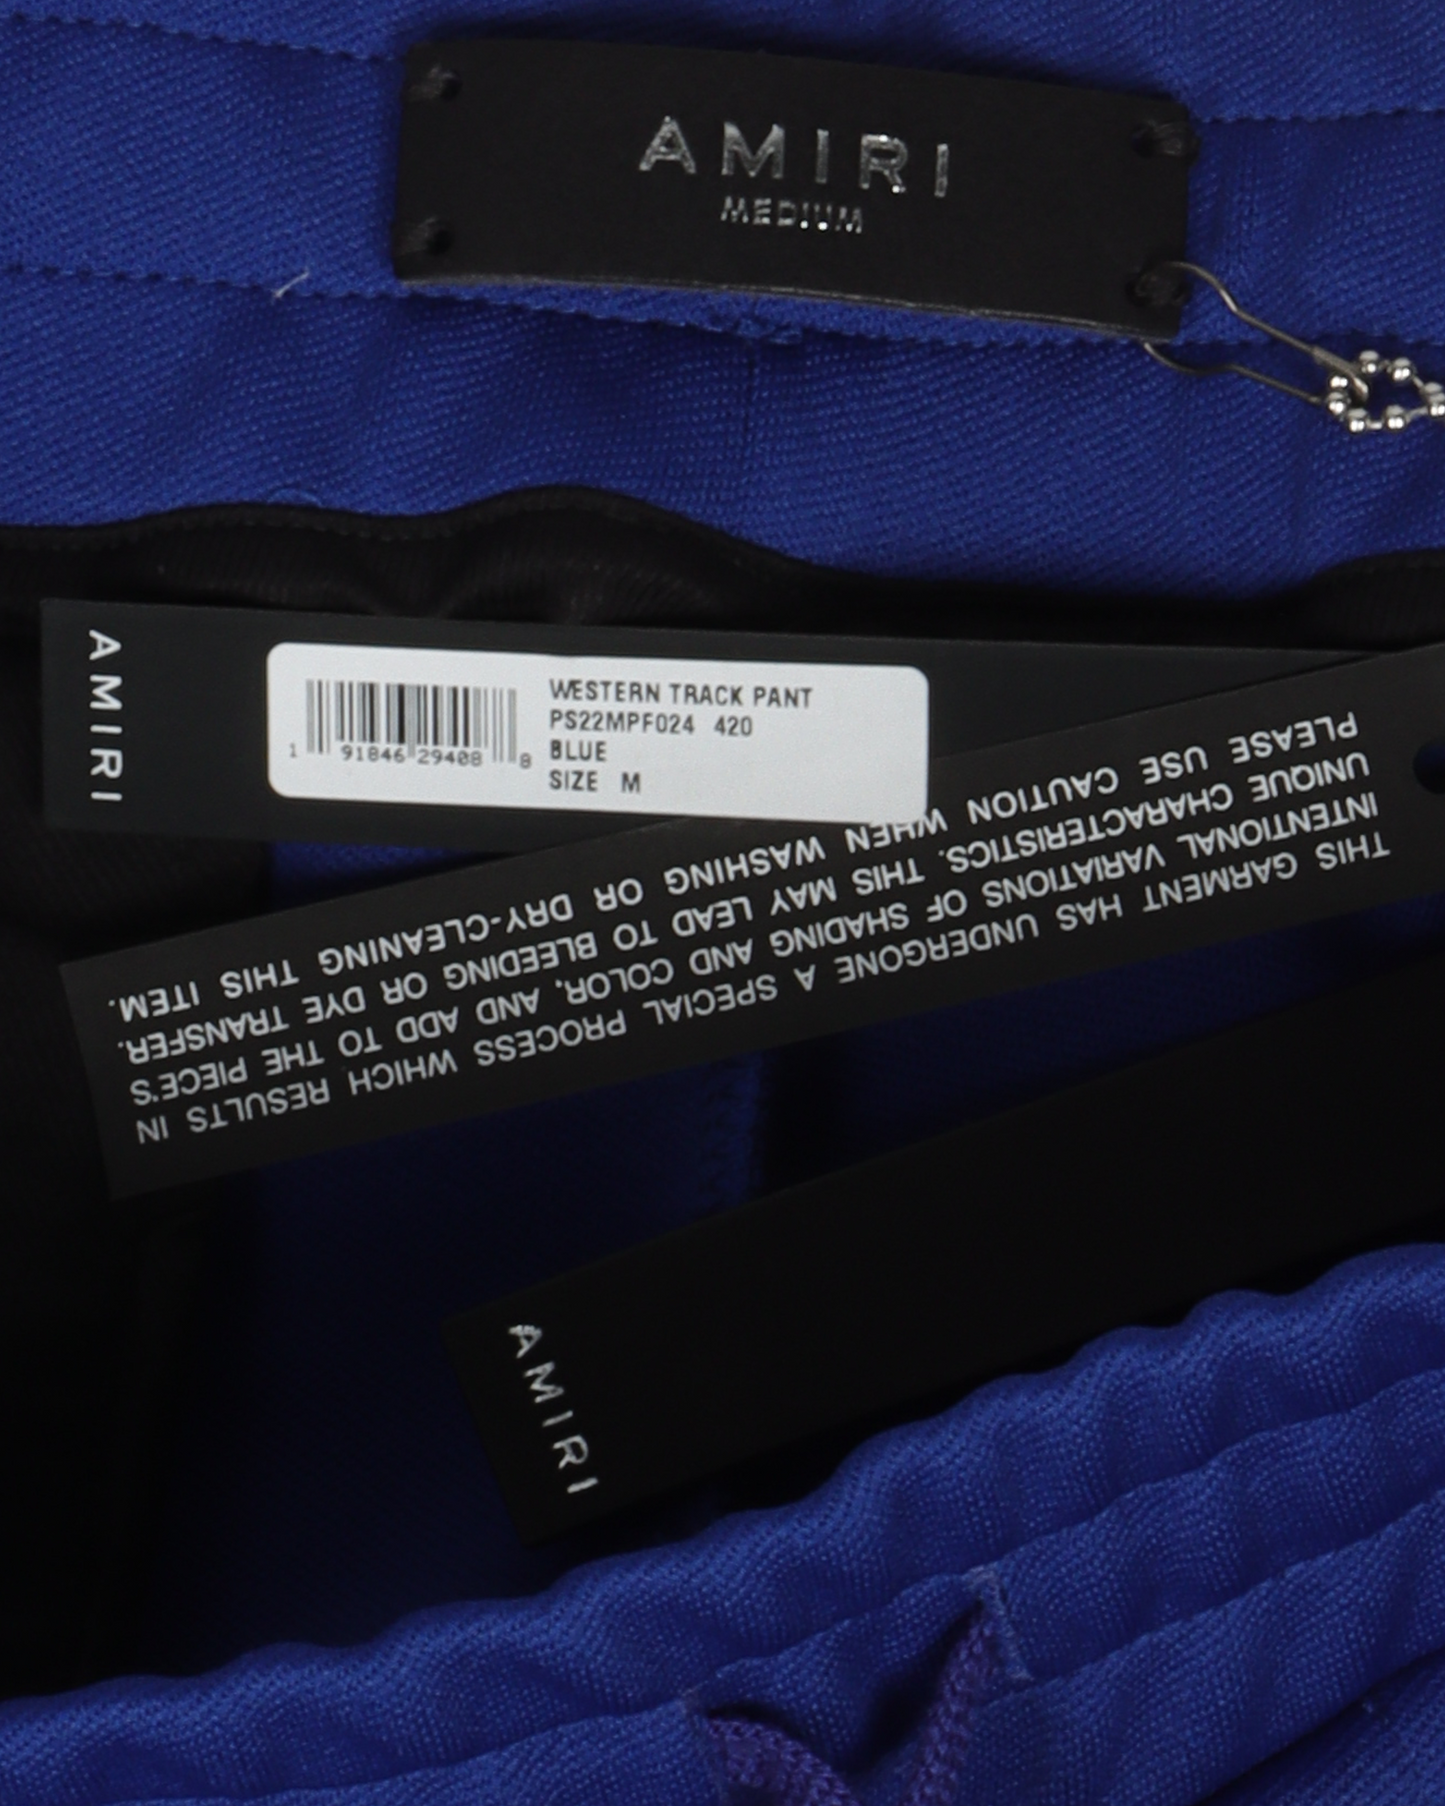 AMIRI
MEDIUM
AMIRI
WESTERN TRACK PANT
PS22MPF024 420
BLUE
SIZE M
1 91846 29408 8
THIS GARMENT HAS UNDERGONE A SPECIAL PROCESS WHICH RESULTS IN
INTENTIONAL VARIATIONS OF SHADING AND COLOR, AND ADD TO THE PIECE'S
UNIQUE CHARACTERISTICS. THIS MAY LEAD TO BLEEDING OR DYE TRANSFER.
PLEASE USE CAUTION WHEN WASHING OR DRY-CLEANING THIS ITEM.
AMIRI